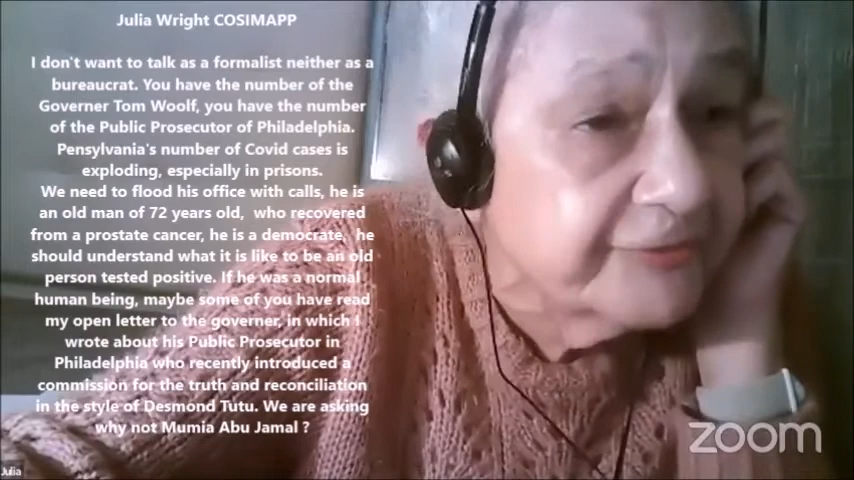 Julia Wright COSIMAPP
I don't want to talk as a formalist neither as a
bureaucrat. You have the number of the
Governer Tom Woolf, you have the number
of the Public Prosecutor of Philadelphia.
Pensylvania's number of Covid cases is
exploding, especially in prisons.
We need to flood his office with calls, he is
an old man of 72 years old, who recovered
from a prostate cancer, he is a democrate, he
should understand what it is like to be an old
person tested positive. If he was a normal
human being, maybe some of you have read
my open letter to the governer, in which I
wrote about his Public Prosecutor in
Philadelphia who recently introduced a
commission for the truth and reconciliation
in the style of Desmond Tutu. We are asking
why not Mumia Abu Jamal ?
zoom
Julia